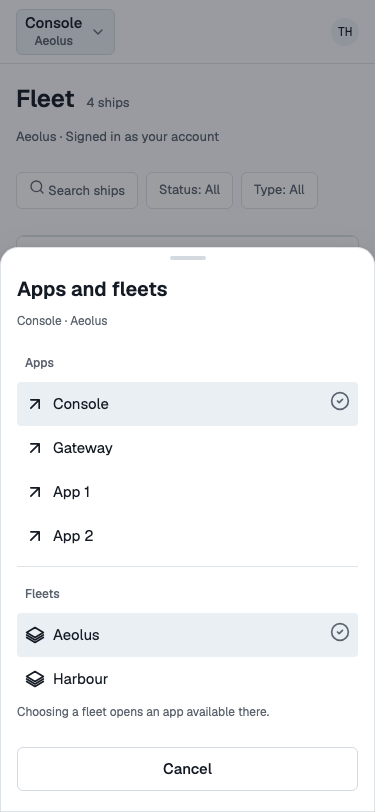 Console
Aeolus
TH
Fleet 4 ships
Aeolus · Signed in as your account
Search ships Status: All Type: All
Apps and fleets
Console · Aeolus
Apps
Console
Gateway
App 1
App 2
Fleets
Aeolus
Harbour
Choosing a fleet opens an app available there.
Cancel